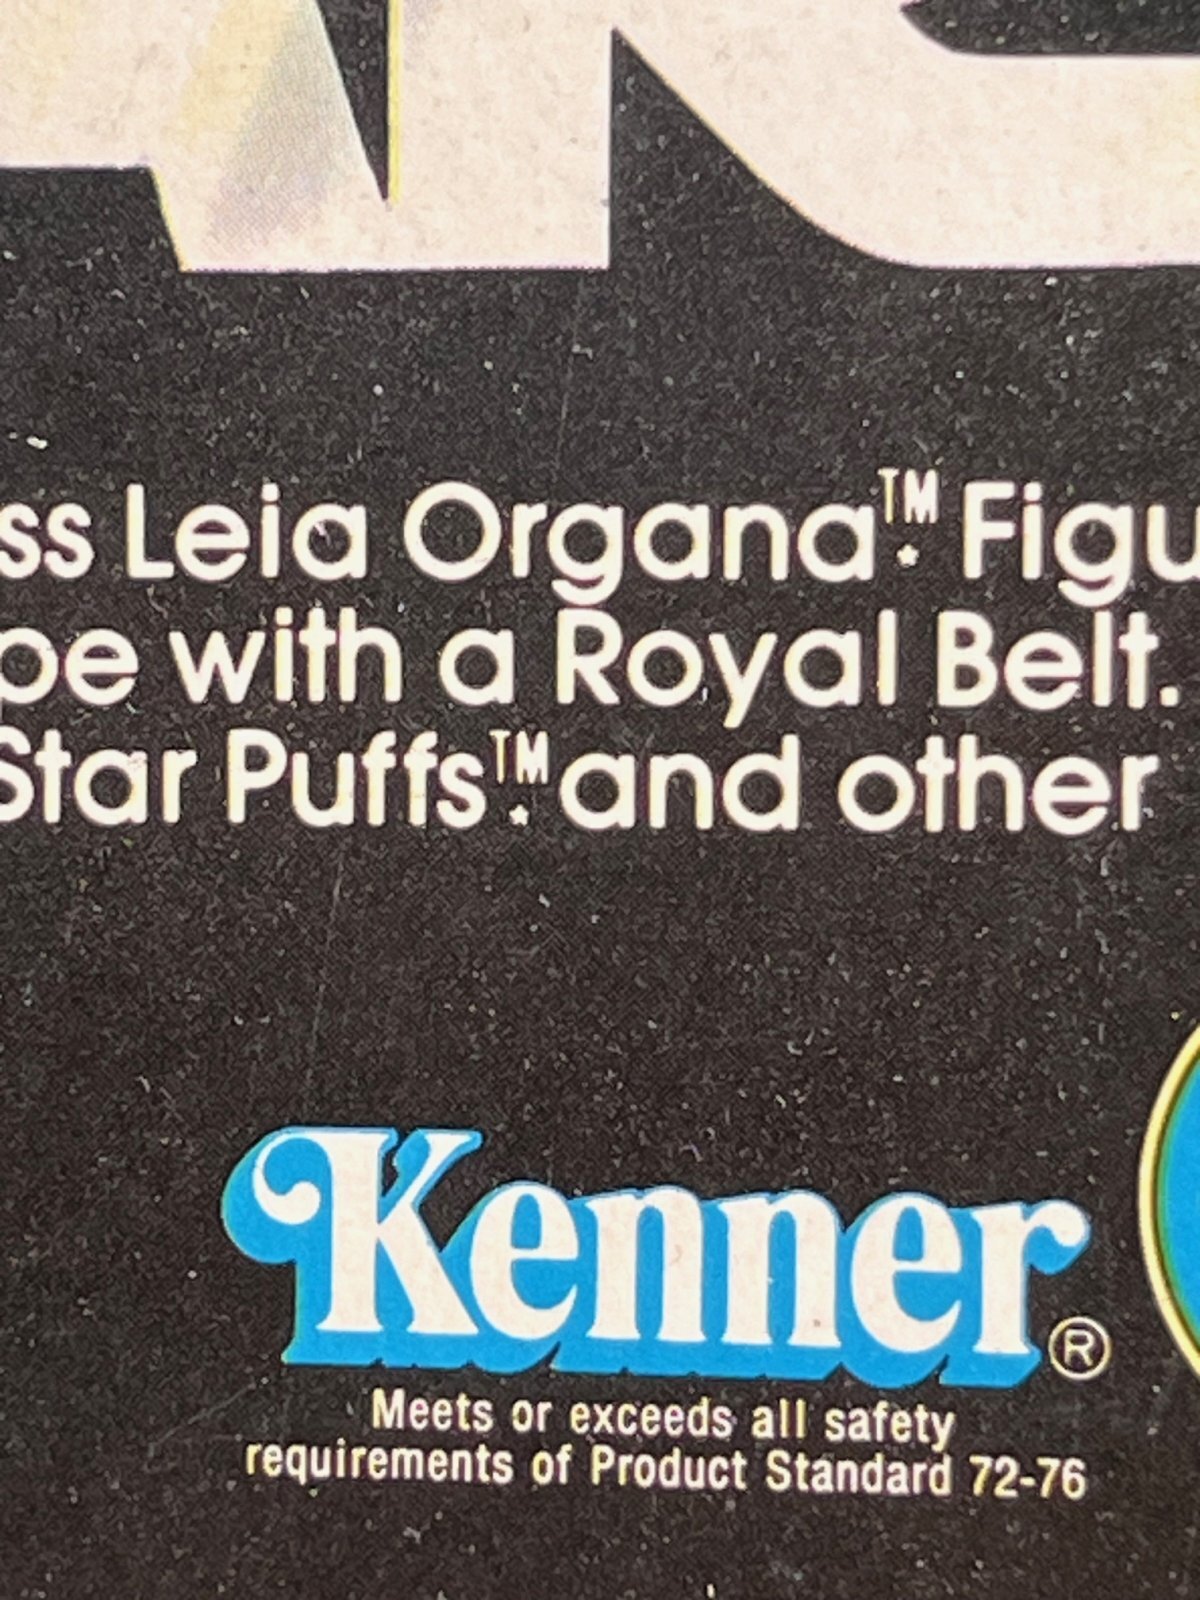 ss Leia Organa™* Figu
pe with a Royal Belt.
Star Puffs™* and other
Kenner®
Meets or exceeds all safety
requirements of Product Standard 72-76